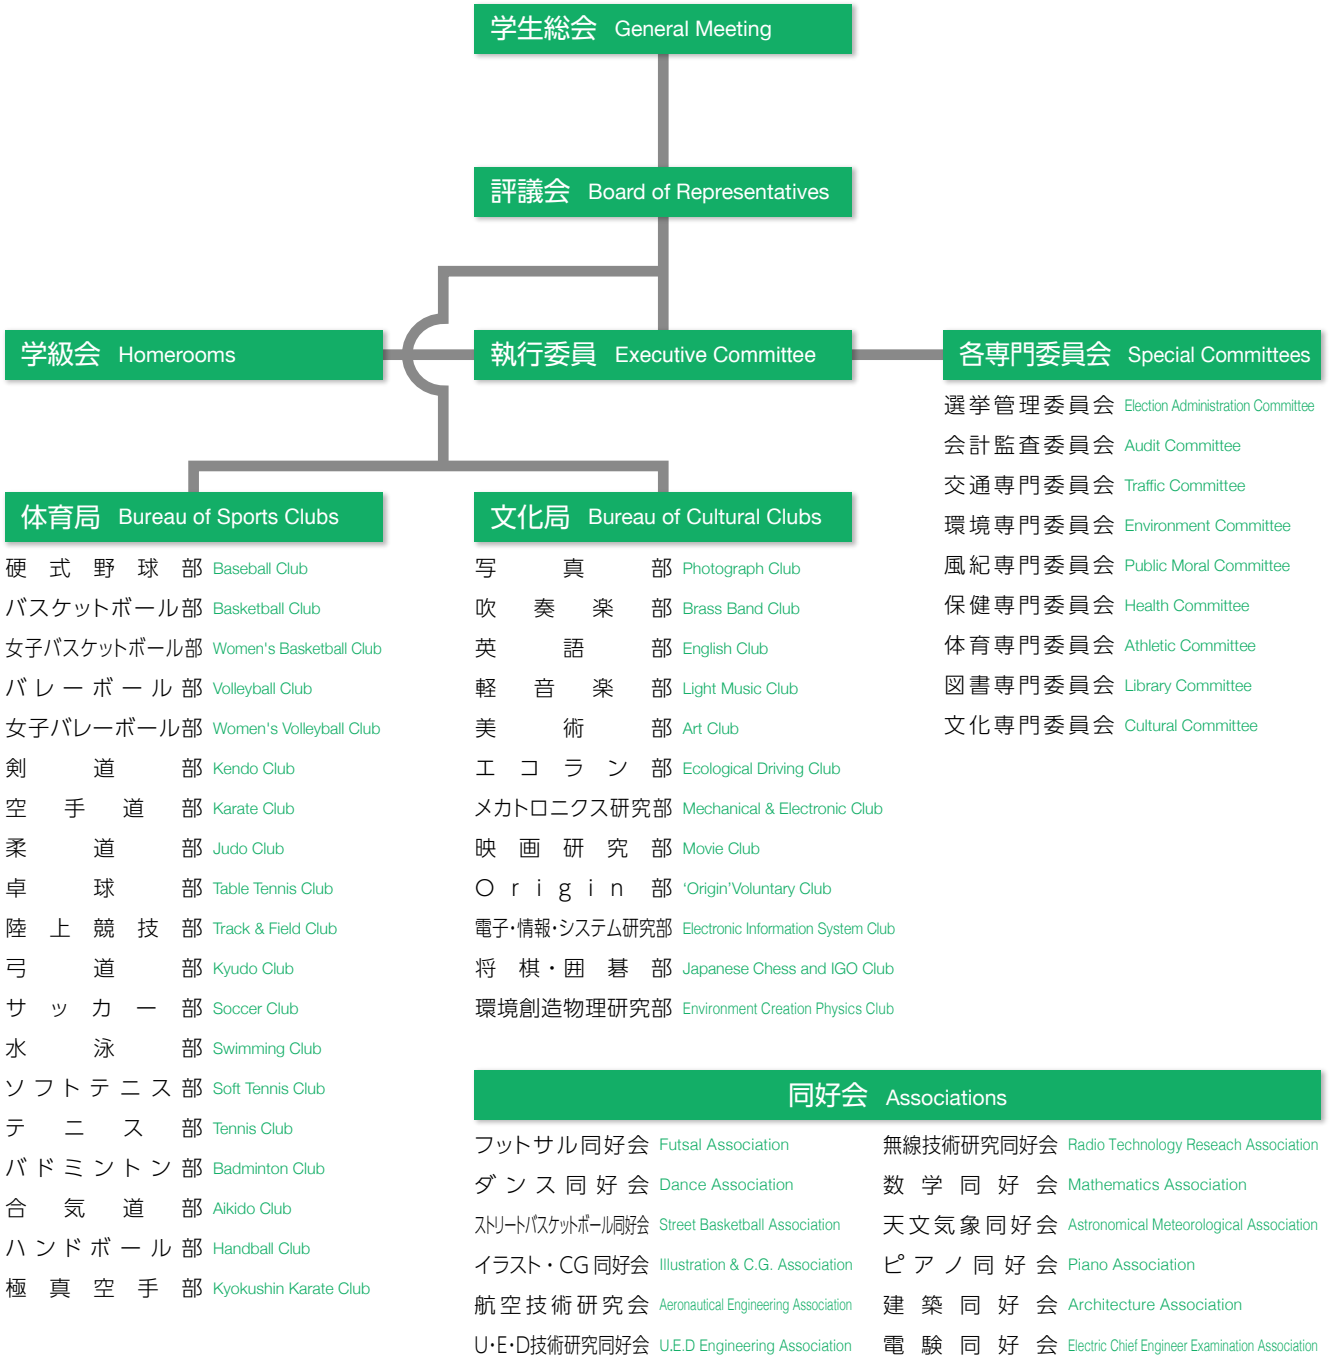 学生総会 General Meeting
評議会 Board of Representatives
学級会 Homerooms
執行委員 Executive Committee
各専門委員会 Special Committees
選挙管理委員会 Election Administration Committee
会計監査委員会 Audit Committee
交通専門委員会 Traffic Committee
環境専門委員会 Environment Committee
風紀専門委員会 Public Moral Committee
保健専門委員会 Health Committee
体育専門委員会 Athletic Committee
図書専門委員会 Library Committee
文化専門委員会 Cultural Committee
体育局 Bureau of Sports Clubs
硬式野球部 Baseball Club
バスケットボール部 Basketball Club
女子バスケットボール部 Women's Basketball Club
バレーボール部 Volleyball Club
女子バレーボール部 Women's Volleyball Club
剣道部 Kendo Club
空手道部 Karate Club
柔道部 Judo Club
卓球部 Table Tennis Club
陸上競技部 Track & Field Club
弓道部 Kyudo Club
サッカー部 Soccer Club
水泳部 Swimming Club
ソフトテニス部 Soft Tennis Club
テニス部 Tennis Club
バドミントン部 Badminton Club
合気道部 Aikido Club
ハンドボール部 Handball Club
極真空手部 Kyokushin Karate Club
文化局 Bureau of Cultural Clubs
写真部 Photograph Club
吹奏楽部 Brass Band Club
英語部 English Club
軽音楽部 Light Music Club
美術部 Art Club
エコラン部 Ecological Driving Club
メカトロニクス研究部 Mechanical & Electronic Club
映画研究部 Movie Club
Origin部 ‘Origin’Voluntary Club
電子・情報・システム研究部 Electronic Information System Club
将棋・囲碁部 Japanese Chess and IGO Club
環境創造物理研究部 Environment Creation Physics Club
同好会 Associations
フットサル同好会 Futsal Association
ダンス同好会 Dance Association
ストリートバスケットボール同好会 Street Basketball Association
イラスト・CG同好会 Illustration & C.G. Association
航空技術研究会 Aeronautical Engineering Association
U・E・D技術研究同好会 U.E.D Engineering Association
無線技術研究同好会 Radio Technology Reseach Association
数学同好会 Mathematics Association
天文気象同好会 Astronomical Meteorological Association
ピアノ同好会 Piano Association
建築同好会 Architecture Association
電験同好会 Electric Chief Engineer Examination Association